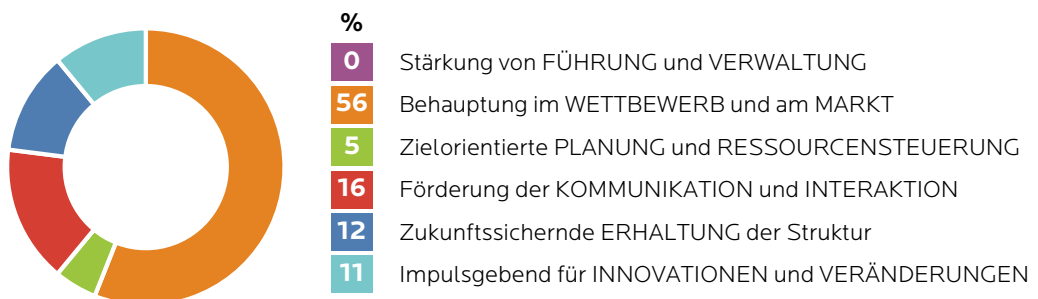 %
0 Stärkung von FÜHRUNG und VERWALTUNG
56 Behauptung im WETTBEWERB und am MARKT
5 Zielorientierte PLANUNG und RESSOURCENSTEUERUNG
16 Förderung der KOMMUNIKATION und INTERAKTION
12 Zukunftssichernde ERHALTUNG der Struktur
11 Impulsgebend für INNOVATIONEN und VERÄNDERUNGEN